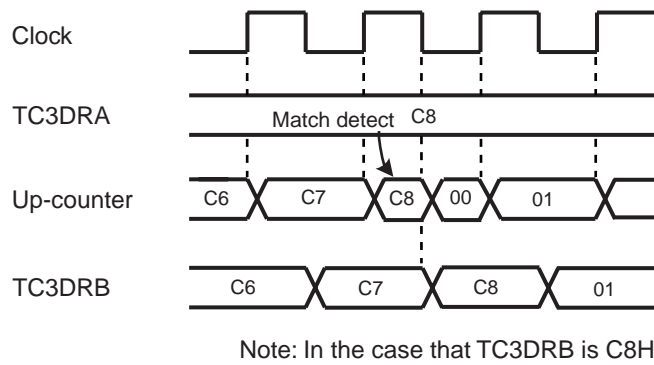 Clock
TC3DRA
Match detect C8
Up-counter
C6 C7 C8 00 01
TC3DRB
C6 C7 C8 01
Note: In the case that TC3DRB is C8H